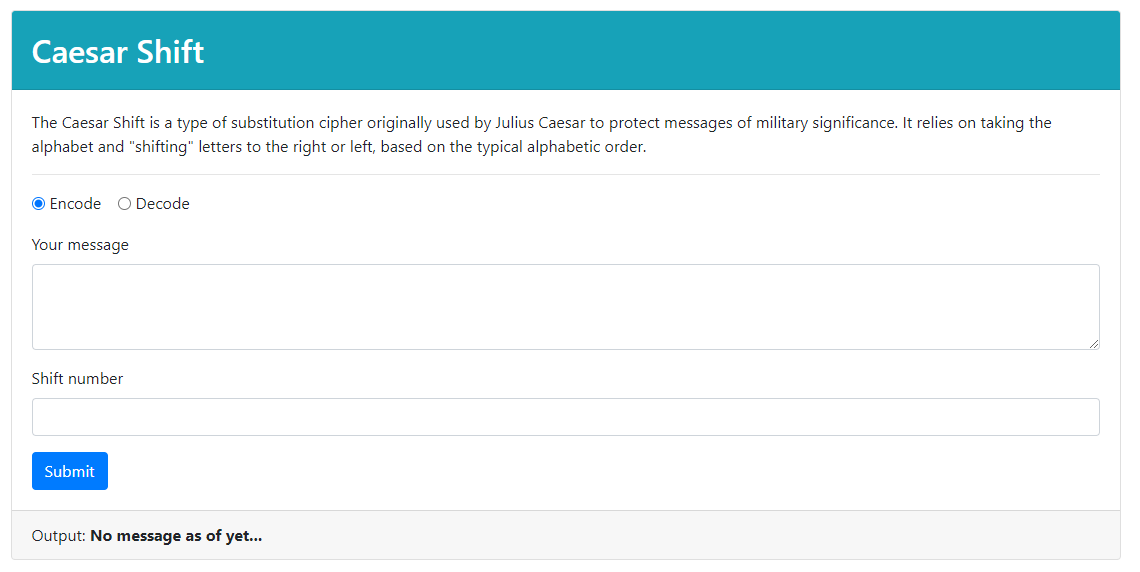 Caesar Shift
The Caesar Shift is a type of substitution cipher originally used by Julius Caesar to protect messages of military significance. It relies on taking the
alphabet and "shifting" letters to the right or left, based on the typical alphabetic order.
Encode Decode
Your message
Shift number
Submit
Output: No message as of yet...